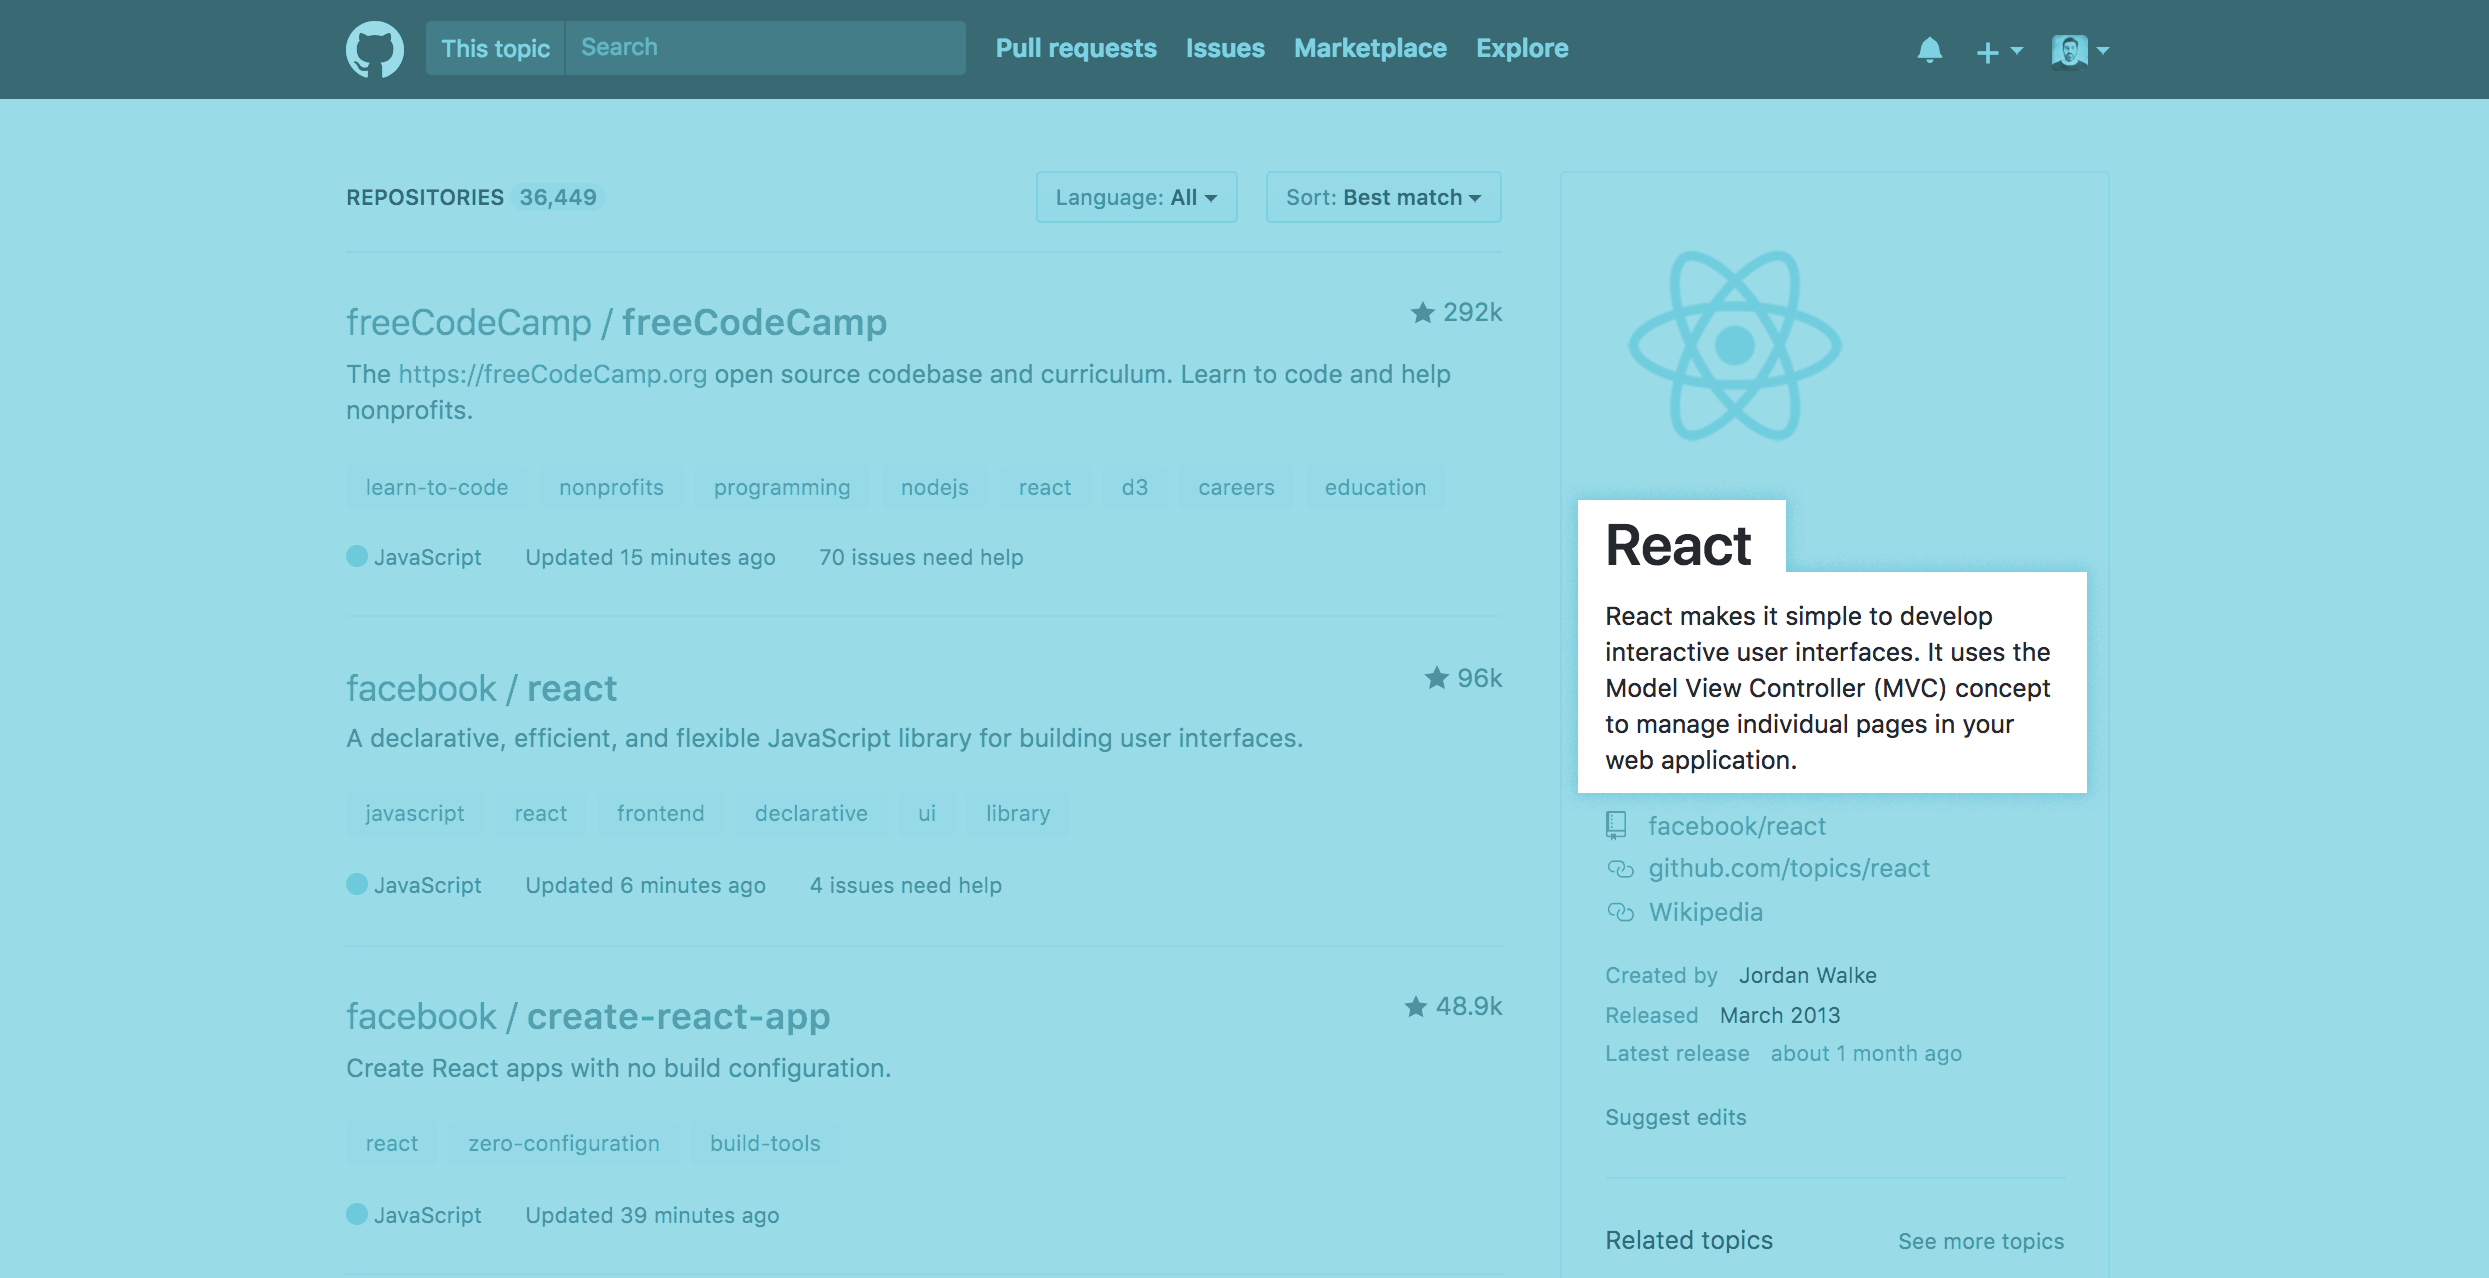 This topic Search Pull requests Issues Marketplace Explore
REPOSITORIES 36,449 Language: All Sort: Best match
freeCodeCamp / freeCodeCamp 292k
The https://freeCodeCamp.org open source codebase and curriculum. Learn to code and help
nonprofits.
learn-to-code nonprofits programming nodejs react d3 careers education
JavaScript Updated 15 minutes ago 70 issues need help
facebook / react 96k
A declarative, efficient, and flexible JavaScript library for building user interfaces.
javascript react frontend declarative ui library
JavaScript Updated 6 minutes ago 4 issues need help
facebook / create-react-app 48.9k
Create React apps with no build configuration.
react zero-configuration build-tools
JavaScript Updated 39 minutes ago
React
React makes it simple to develop
interactive user interfaces. It uses the
Model View Controller (MVC) concept
to manage individual pages in your
web application.
facebook/react
github.com/topics/react
Wikipedia
Created by Jordan Walke
Released March 2013
Latest release about 1 month ago
Suggest edits
Related topics See more topics